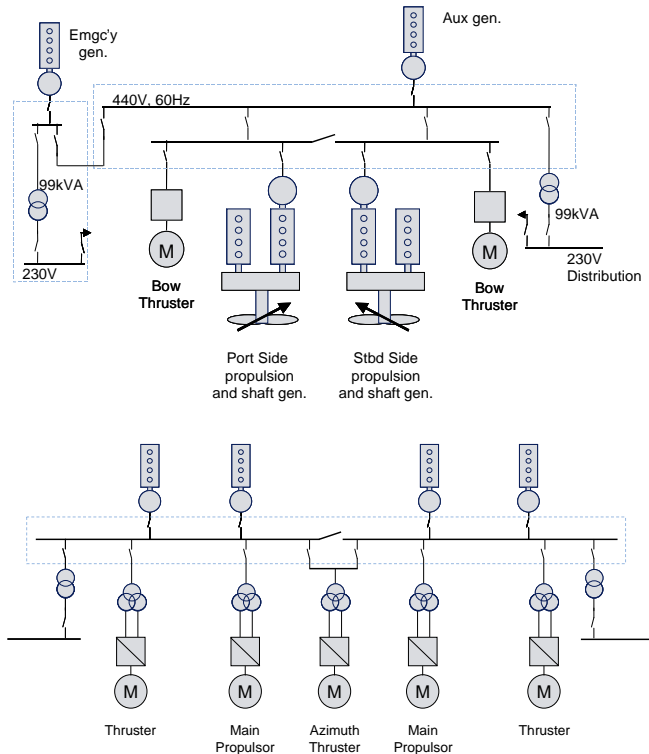 Emgc'y
gen.
Aux gen.
440V, 60Hz
99kVA
230V
M
Bow
Thruster
M
Bow
Thruster
99kVA
230V
Distribution
Port Side
propulsion
and shaft gen.
Stbd Side
propulsion
and shaft gen.
M
M
M
M
M
Thruster
Main
Propulsor
Azimuth
Thruster
Main
Propulsor
Thruster